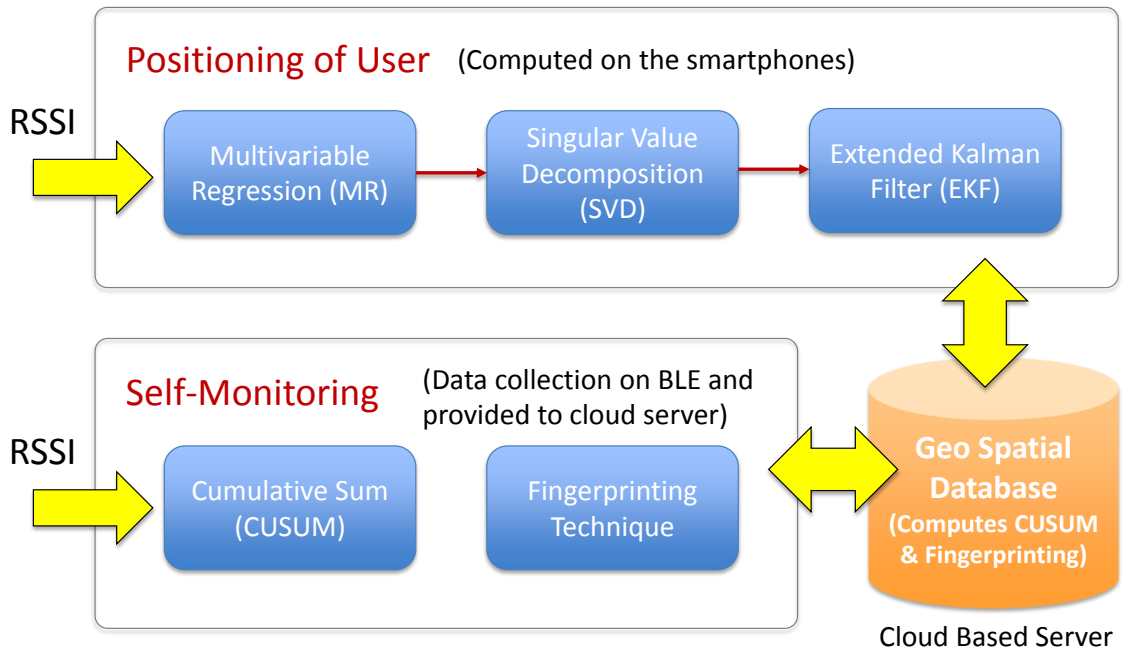 Positioning of User (Computed on the smartphones)
RSSI
Multivariable
Regression (MR)
Singular Value
Decomposition
(SVD)
Extended Kalman
Filter (EKF)
Self-Monitoring
(Data collection on BLE and
provided to cloud server)
RSSI
Cumulative Sum
(CUSUM)
Fingerprinting
Technique
Geo Spatial
Database
(Computes CUSUM
& Fingerprinting)
Cloud Based Server